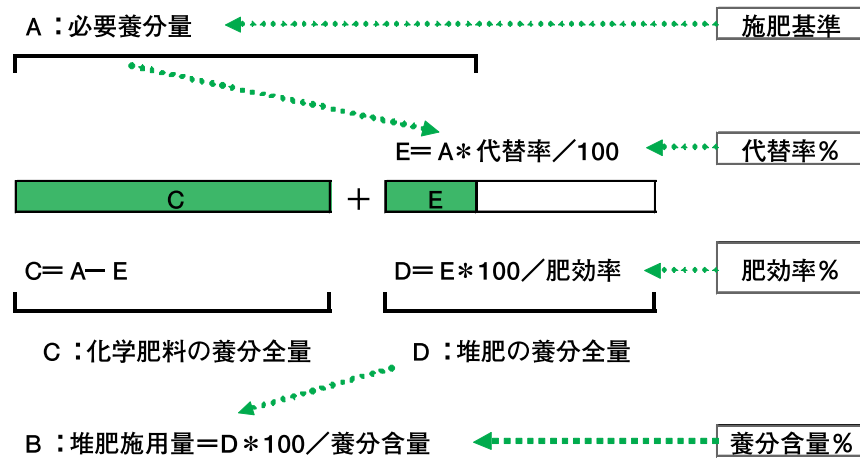 A：必要養分量
施肥基準
E＝A＊代替率／100
代替率％
C
＋
E
C＝A－E
D＝E＊100／肥効率
肥効率％
C：化学肥料の養分全量
D：堆肥の養分全量
B：堆肥施用量＝D＊100／養分含量
養分含量％